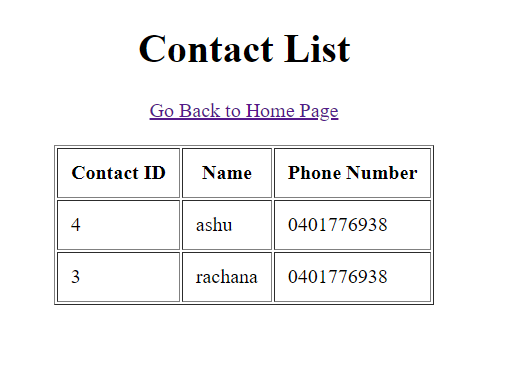 Contact List
Go Back to Home Page
Contact ID Name Phone Number
4 ashu 0401776938
3 rachana 0401776938